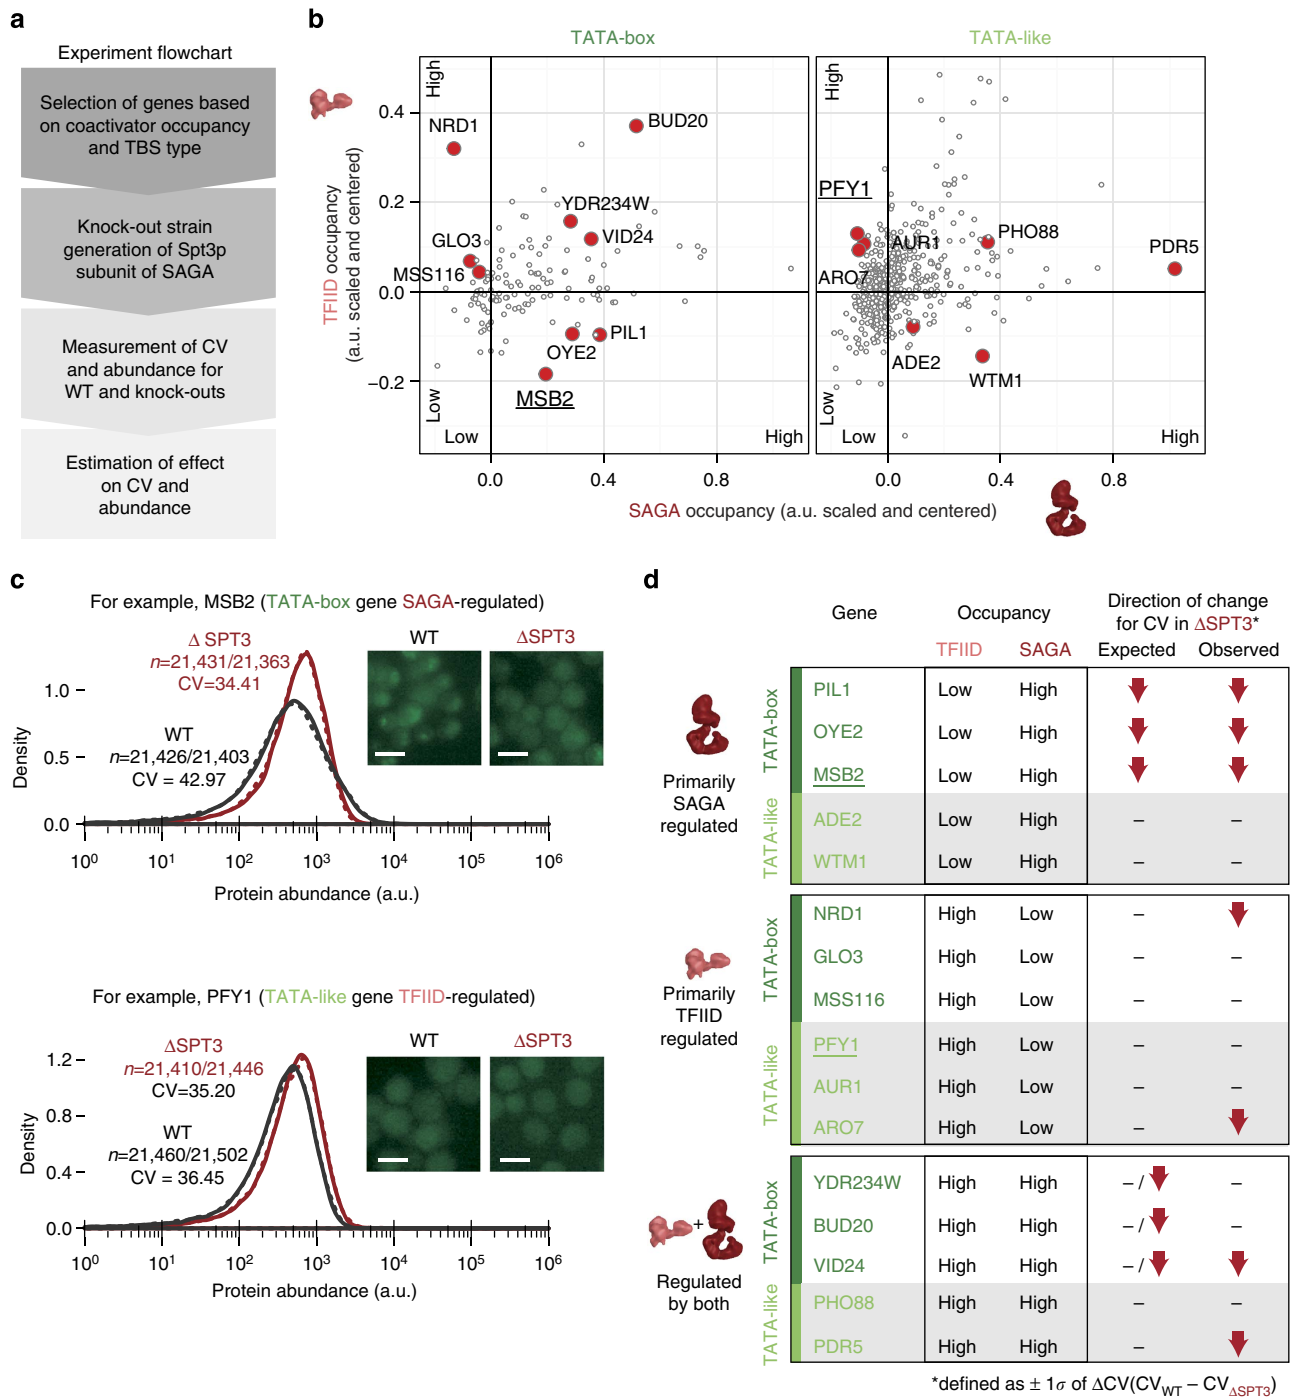 a
Experiment flowchart
Selection of genes based
on coactivator occupancy
and TBS type
Knock-out strain
generation of Spt3p
subunit of SAGA
Measurement of CV
and abundance for
WT and knock-outs
Estimation of effect
on CV and
abundance
b
TATA-box
TATA-like
TFIID occupancy
(a.u. scaled and centered)
0.4
0.2
0.0
−0.2
High
Low
Low
High
NRD1
BUD20
YDR234W
VID24
GLO3
MSS116
PIL1
OYE2
MSB2
0.0
0.4
0.8
High
Low
Low
High
PFY1
AUR1
PHO88
PDR5
ARO7
ADE2
WTM1
0.0
0.4
0.8
SAGA occupancy (a.u. scaled and centered)
c
For example, MSB2 (TATA-box gene SAGA-regulated)
Δ SPT3
n=21,431/21,363
CV=34.41
WT
n=21,426/21,403
CV = 42.97
WT
ΔSPT3
Density
1.0
0.5
0.0
10⁰ 10¹ 10² 10³ 10⁴ 10⁵ 10⁶
Protein abundance (a.u.)
For example, PFY1 (TATA-like gene TFIID-regulated)
ΔSPT3
n=21,410/21,446
CV=35.20
WT
n=21,460/21,502
CV = 36.45
WT
ΔSPT3
Density
1.2
0.8
0.4
0.0
10⁰ 10¹ 10² 10³ 10⁴ 10⁵ 10⁶
Protein abundance (a.u.)
d
Gene
Occupancy
Direction of change
for CV in ΔSPT3*
TFIID SAGA Expected Observed
Primarily
SAGA
regulated
TATA-box
PIL1 Low High
OYE2 Low High
MSB2 Low High
TATA-like
ADE2 Low High – –
WTM1 Low High – –
Primarily
TFIID
regulated
TATA-box
NRD1 High Low –
GLO3 High Low – –
MSS116 High Low – –
TATA-like
PFY1 High Low – –
AUR1 High Low – –
ARO7 High Low –
+
Regulated
by both
TATA-box
YDR234W High High – / –
BUD20 High High – / –
VID24 High High – /
TATA-like
PHO88 High High – –
PDR5 High High –
*defined as ± 1σ of ΔCV(CV_WT – CV_ΔSPT3)